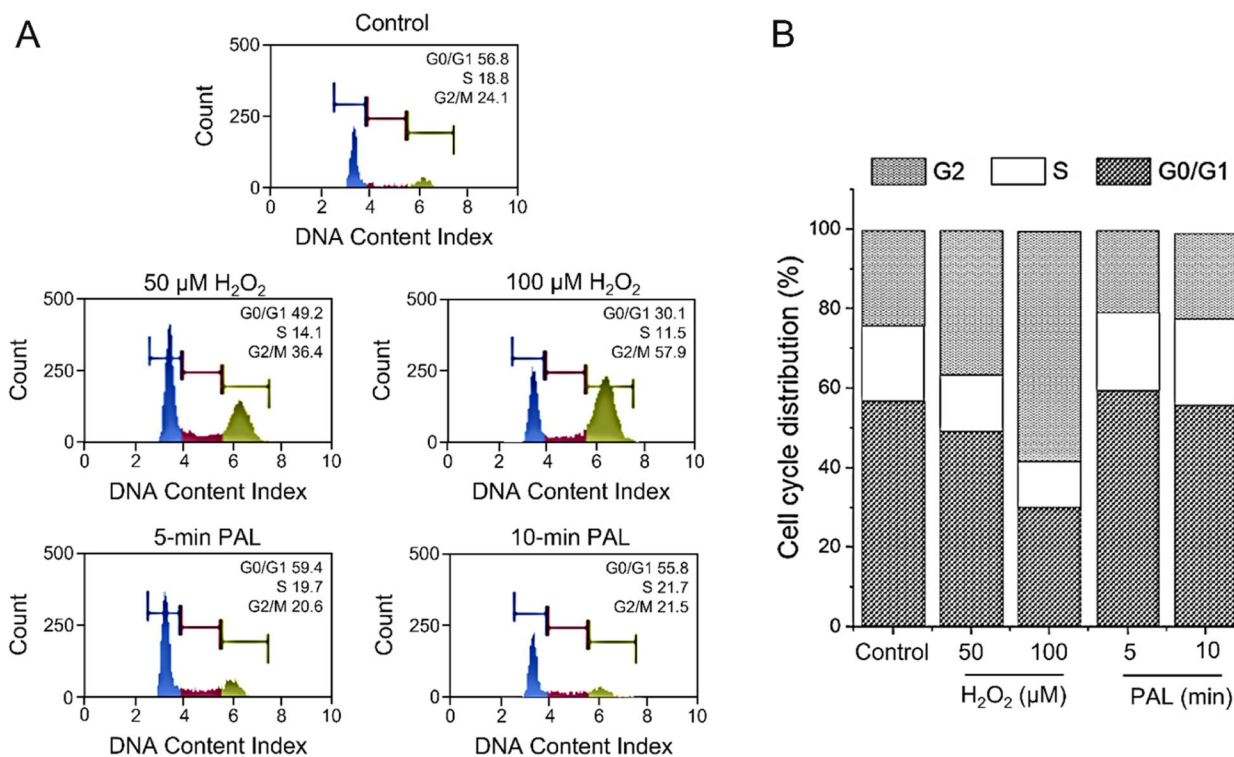 A
Control
500
250
0
Count
G0/G1 56.8
S 18.8
G2/M 24.1
0 2 4 6 8 10
DNA Content Index
50 µM H₂O₂
500
250
0
Count
G0/G1 49.2
S 14.1
G2/M 36.4
0 2 4 6 8 10
DNA Content Index
100 µM H₂O₂
500
250
0
Count
G0/G1 30.1
S 11.5
G2/M 57.9
0 2 4 6 8 10
DNA Content Index
5-min PAL
500
250
0
Count
G0/G1 59.4
S 19.7
G2/M 20.6
0 2 4 6 8 10
DNA Content Index
10-min PAL
500
250
0
Count
G0/G1 55.8
S 21.7
G2/M 21.5
0 2 4 6 8 10
DNA Content Index
B
G2 S G0/G1
Cell cycle distribution (%)
100
80
60
40
20
0
Control 50 100 5 10
H₂O₂ (µM) PAL (min)